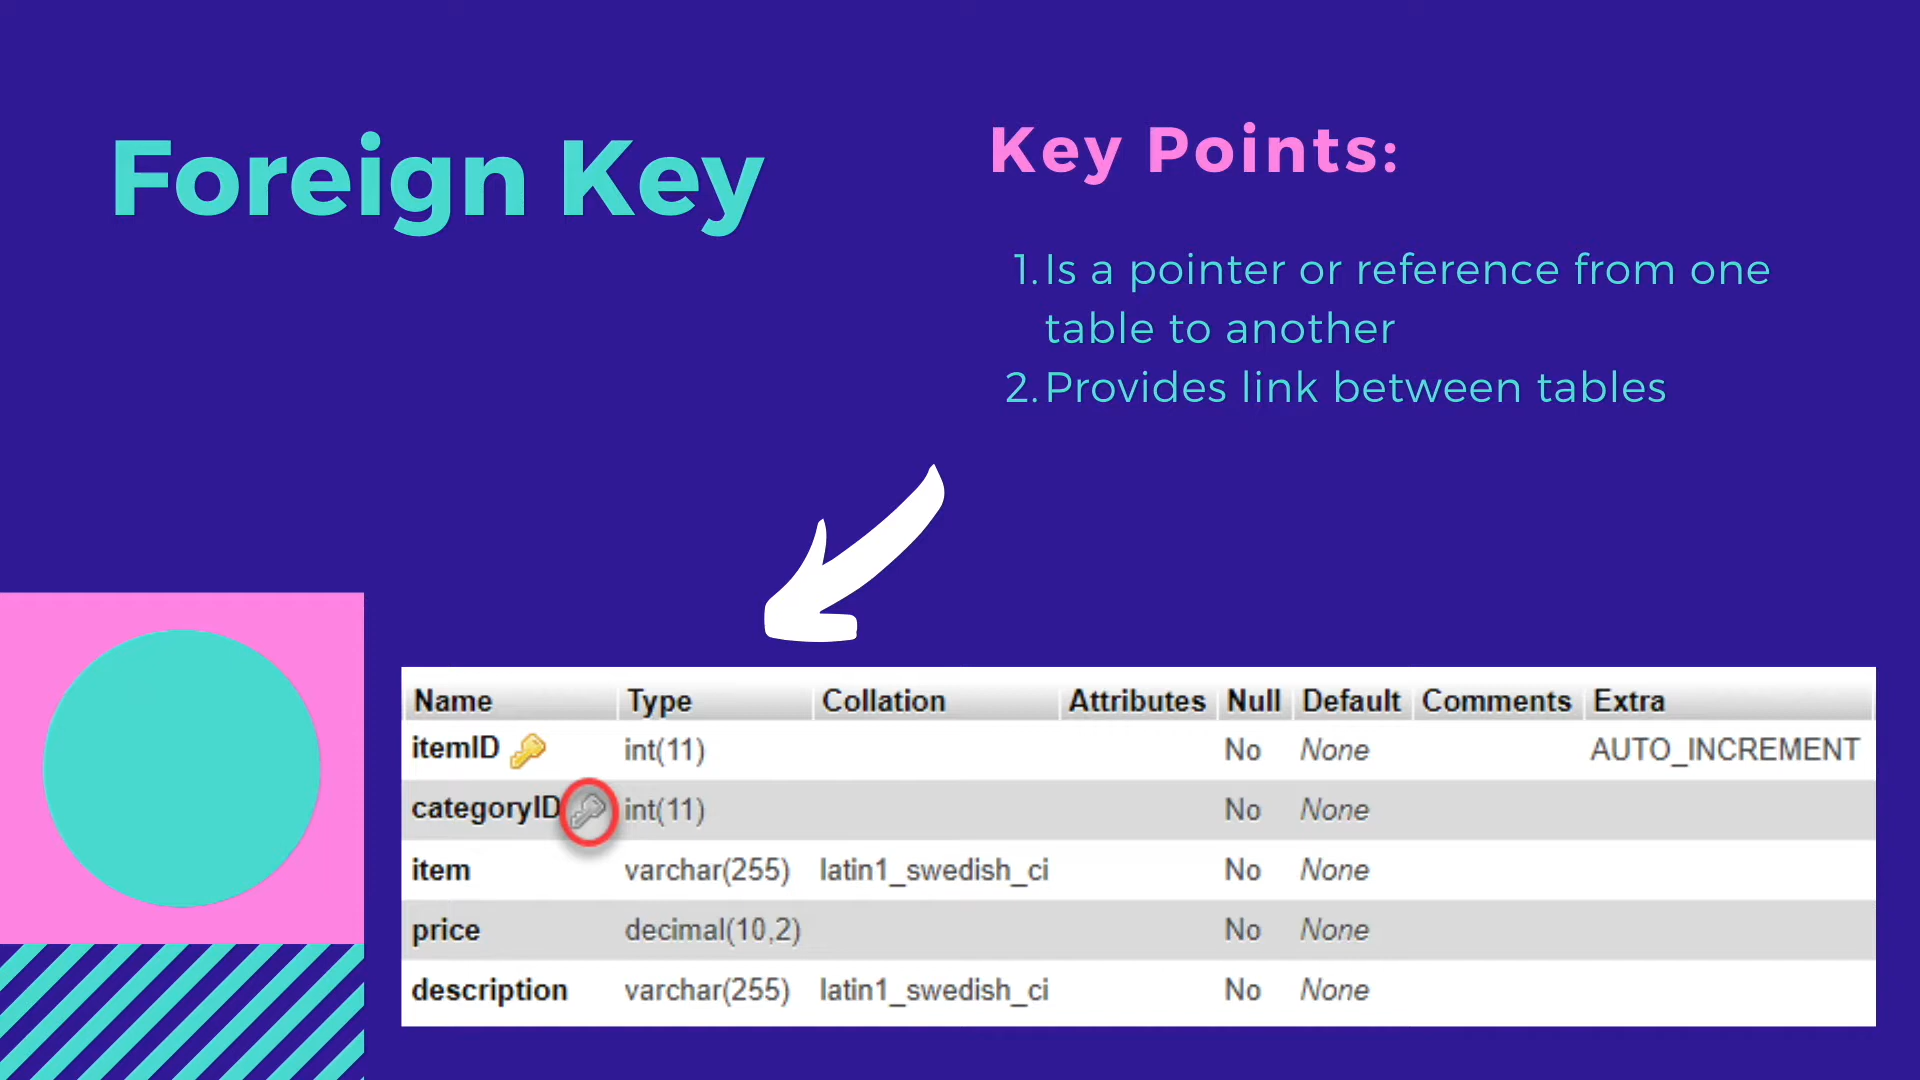 Foreign Key
Key Points:
1. Is a pointer or reference from one
table to another
2. Provides link between tables
Name Type Collation Attributes Null Default Comments Extra
itemID int(11) No None AUTO_INCREMENT
categoryID int(11) No None
item varchar(255) latin1_swedish_ci No None
price decimal(10,2) No None
description varchar(255) latin1_swedish_ci No None